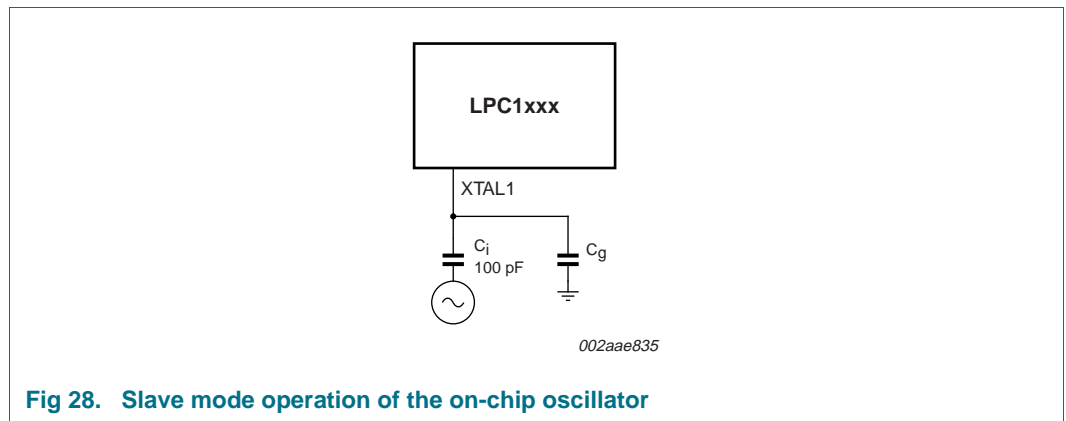 LPC1xxx
XTAL1
Ci
100 pF
Cg
002aae835
Fig 28. Slave mode operation of the on-chip oscillator